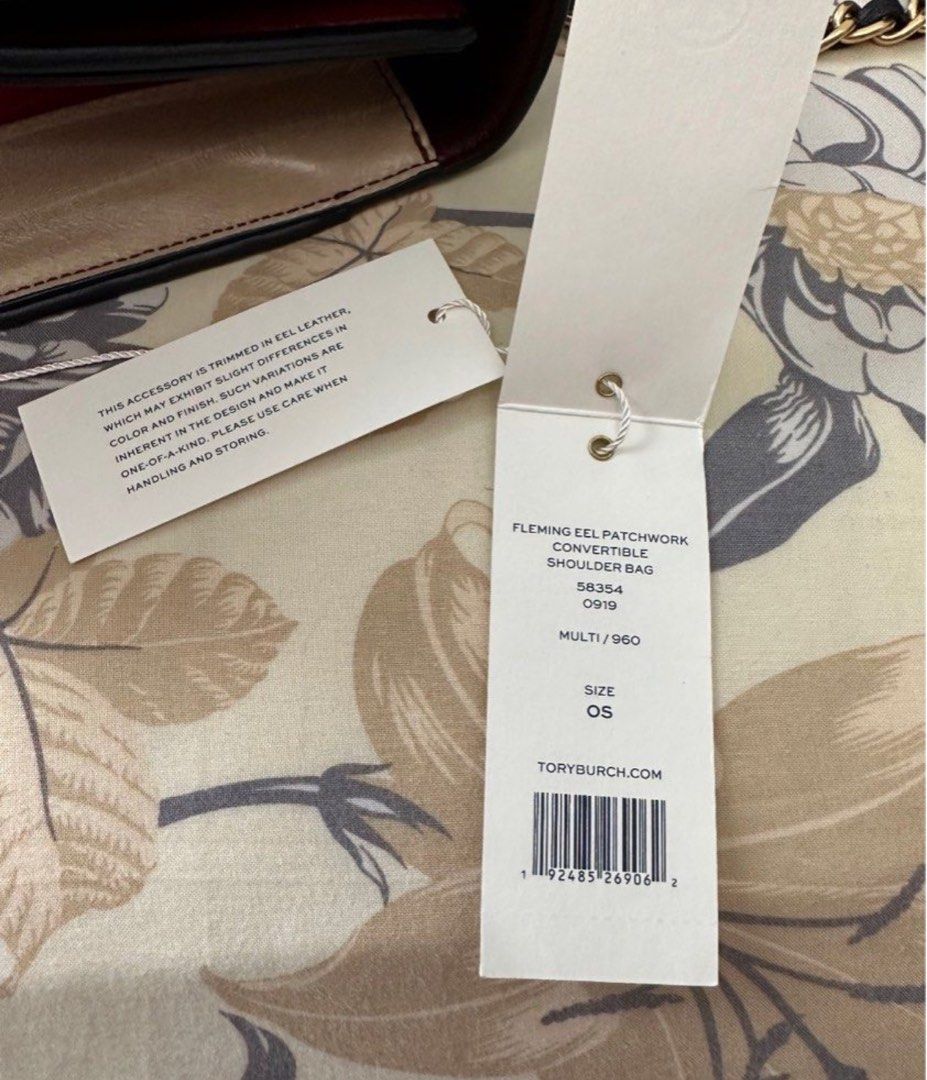 THIS ACCESSORY IS TRIMMED IN EEL LEATHER,
WHICH MAY EXHIBIT SLIGHT DIFFERENCES IN
COLOR AND FINISH. SUCH VARIATIONS ARE
INHERENT IN THE DESIGN AND MAKE IT
ONE-OF-A-KIND. PLEASE USE CARE WHEN
HANDLING AND STORING.
FLEMING EEL PATCHWORK
CONVERTIBLE
SHOULDER BAG
58354
0919
MULTI / 960
SIZE
OS
TORYBURCH.COM
1 92485 26906 2